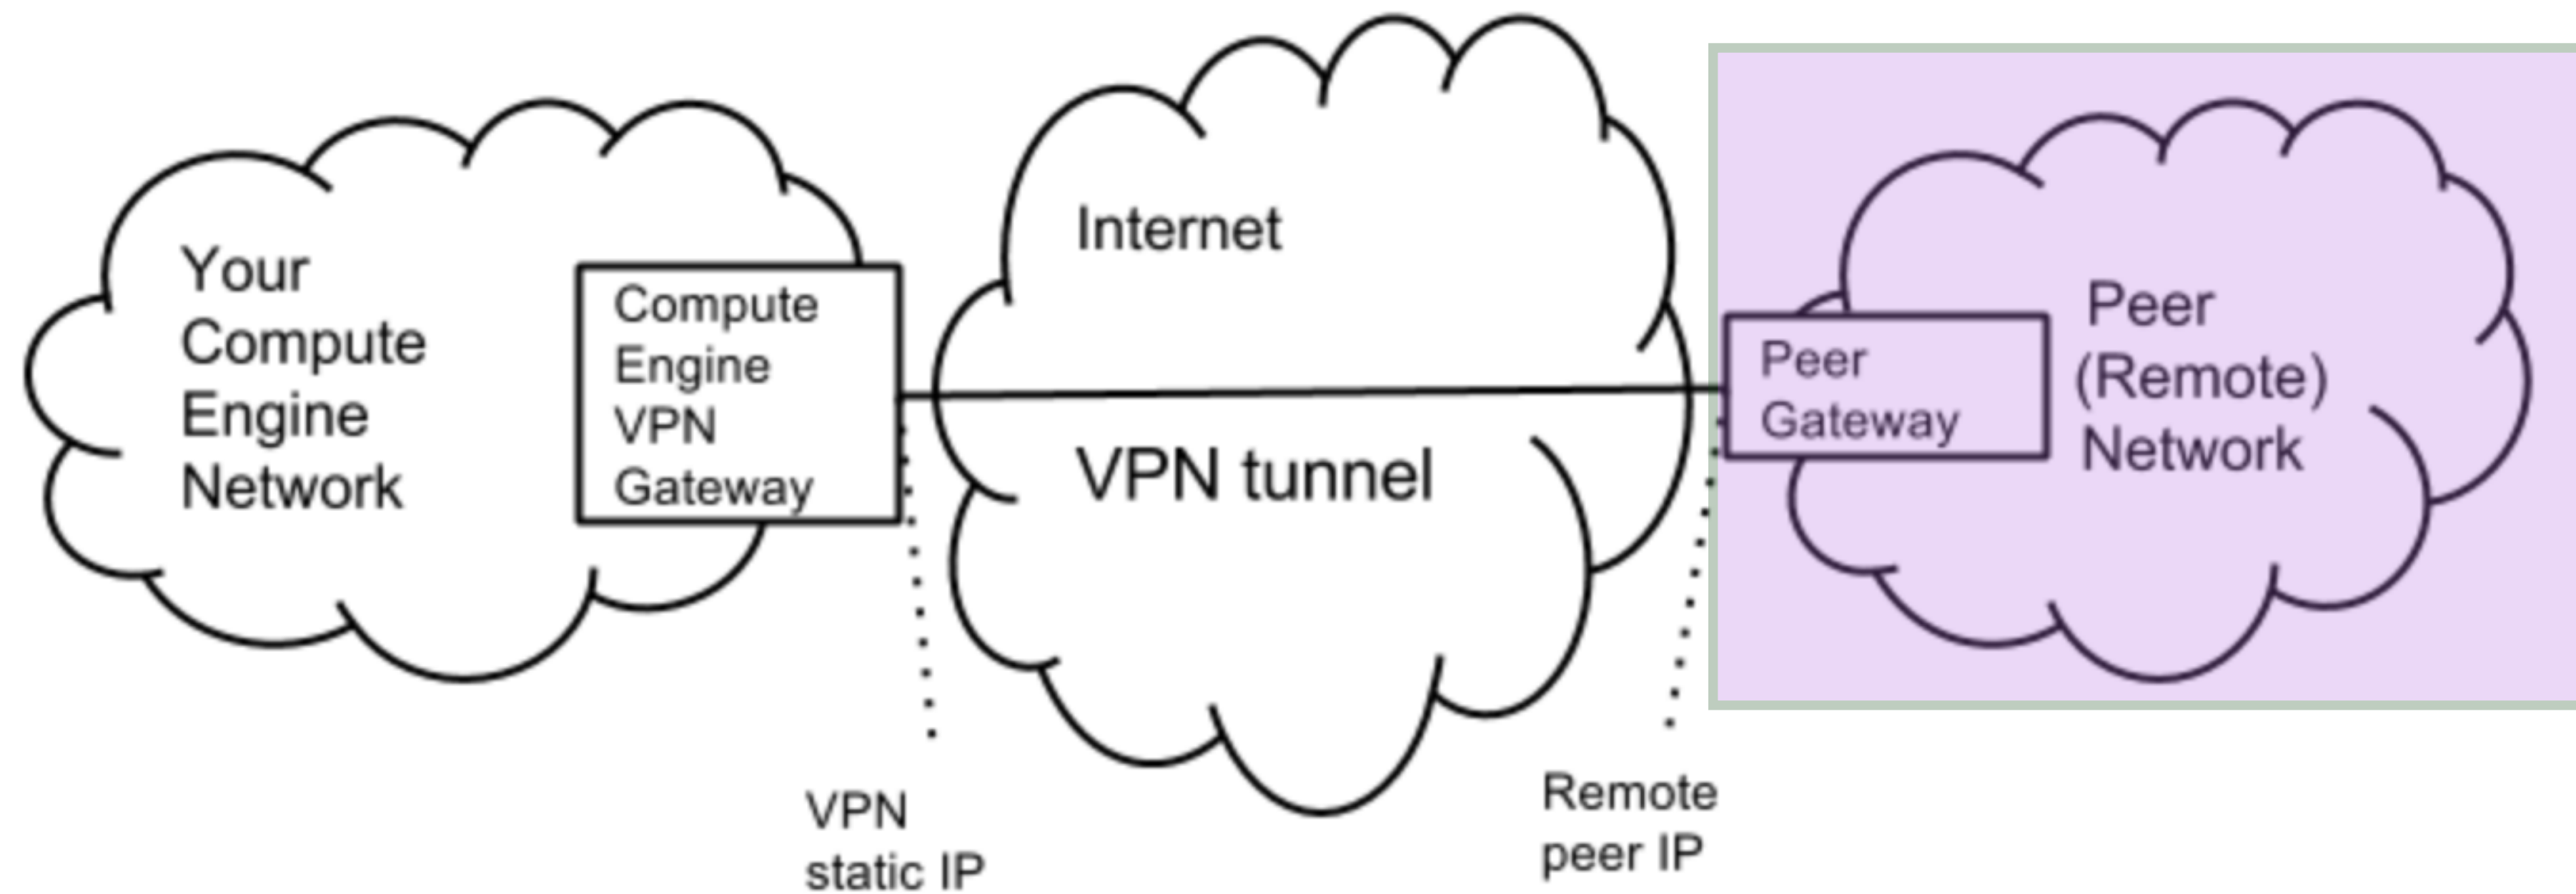 Your
Compute
Engine
Network
Compute
Engine
VPN
Gateway
Internet
VPN tunnel
Peer
Gateway
Peer
(Remote)
Network
VPN
static IP
Remote
peer IP